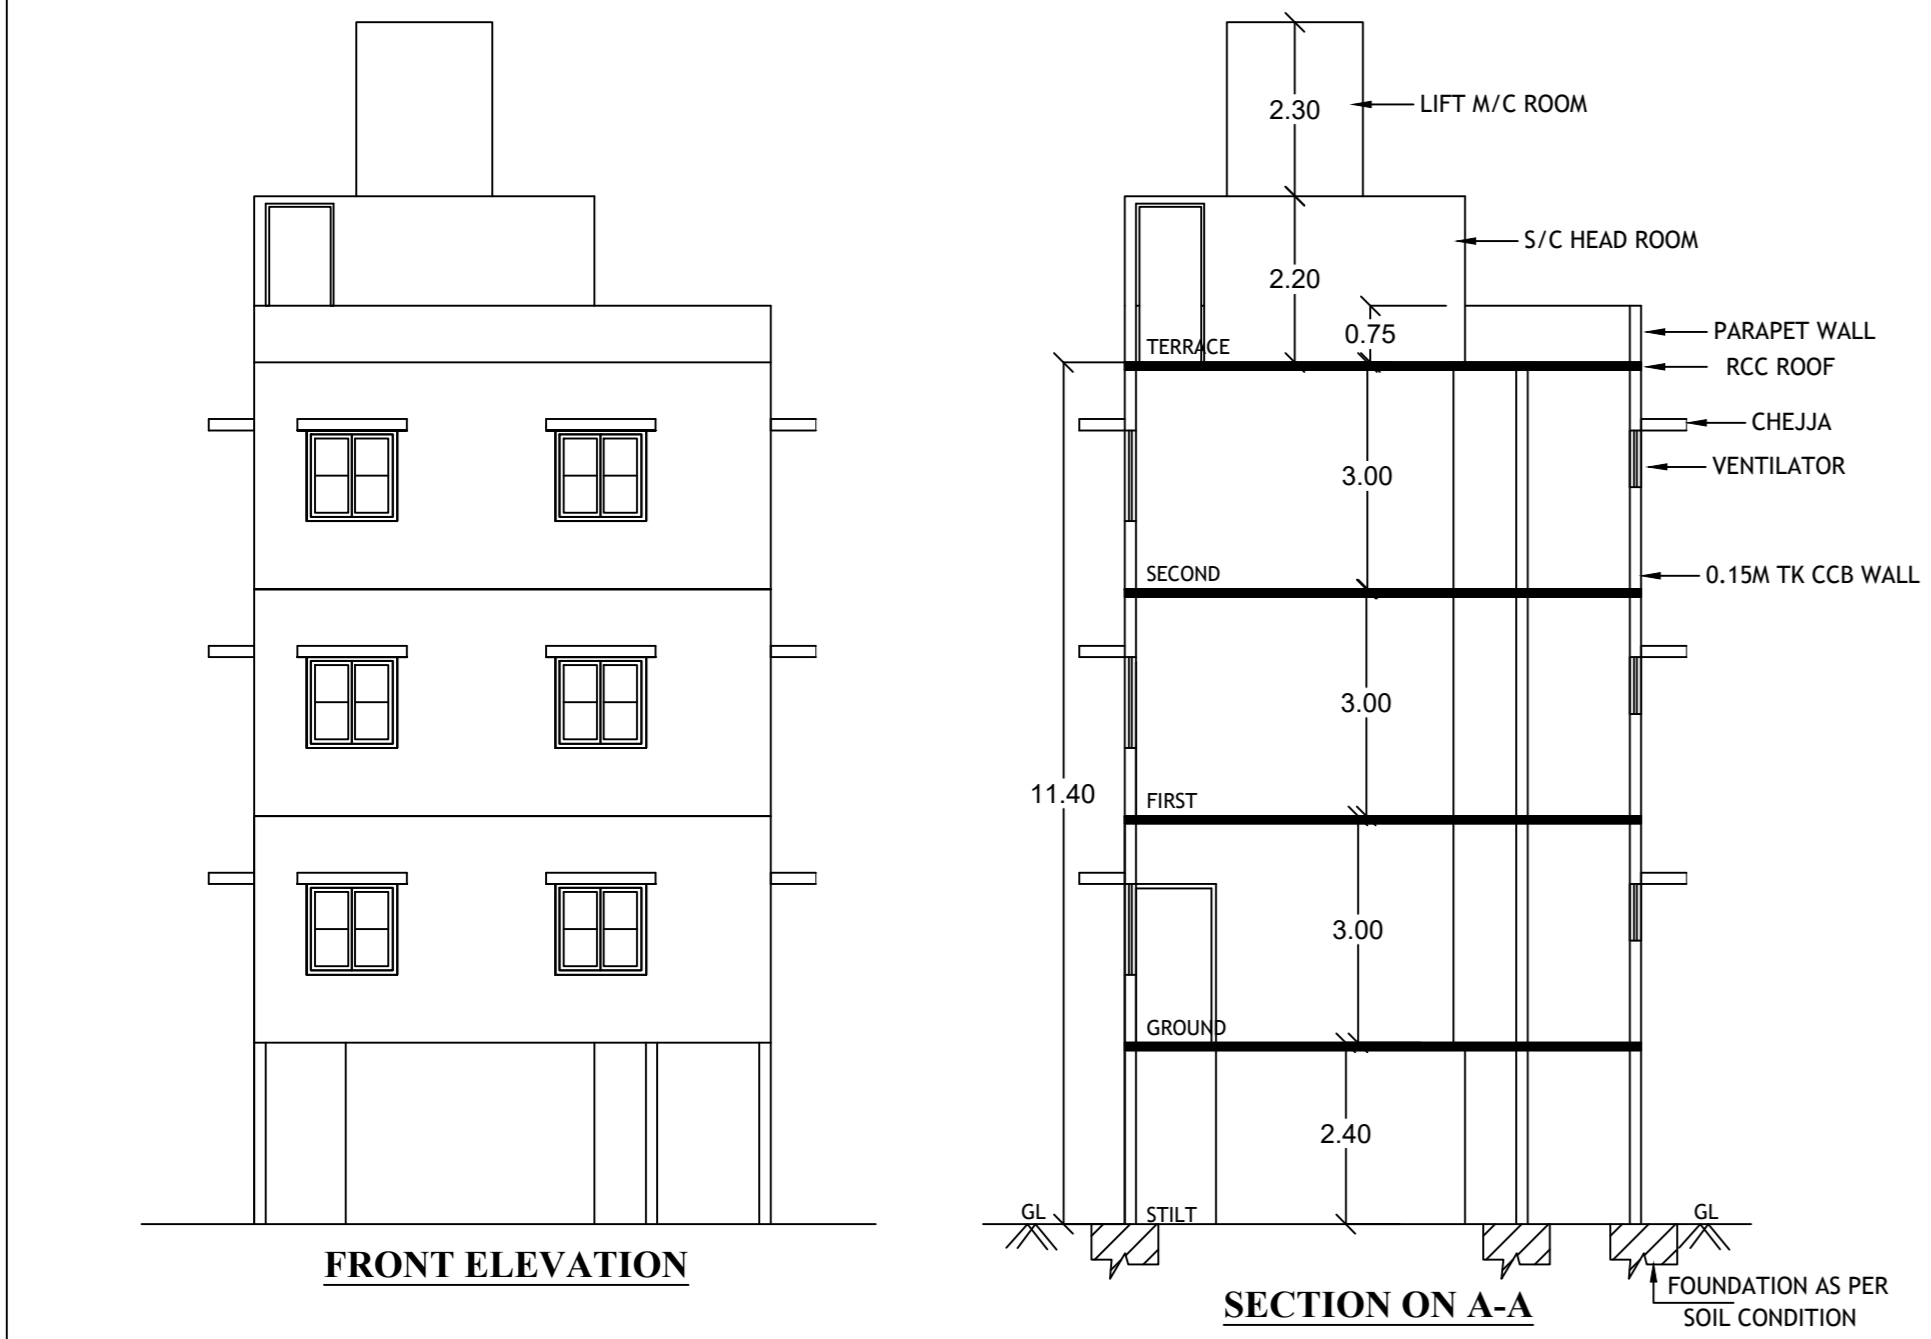 2.30
LIFT M/C ROOM
S/C HEAD ROOM
2.20
0.75
PARAPET WALL
TERRACE
RCC ROOF
CHEJJA
3.00
VENTILATOR
SECOND
0.15M TK CCB WALL
3.00
11.40
FIRST
3.00
GROUND
2.40
GL
STILT
GL
FRONT ELEVATION
SECTION ON A-A
FOUNDATION AS PER
SOIL CONDITION